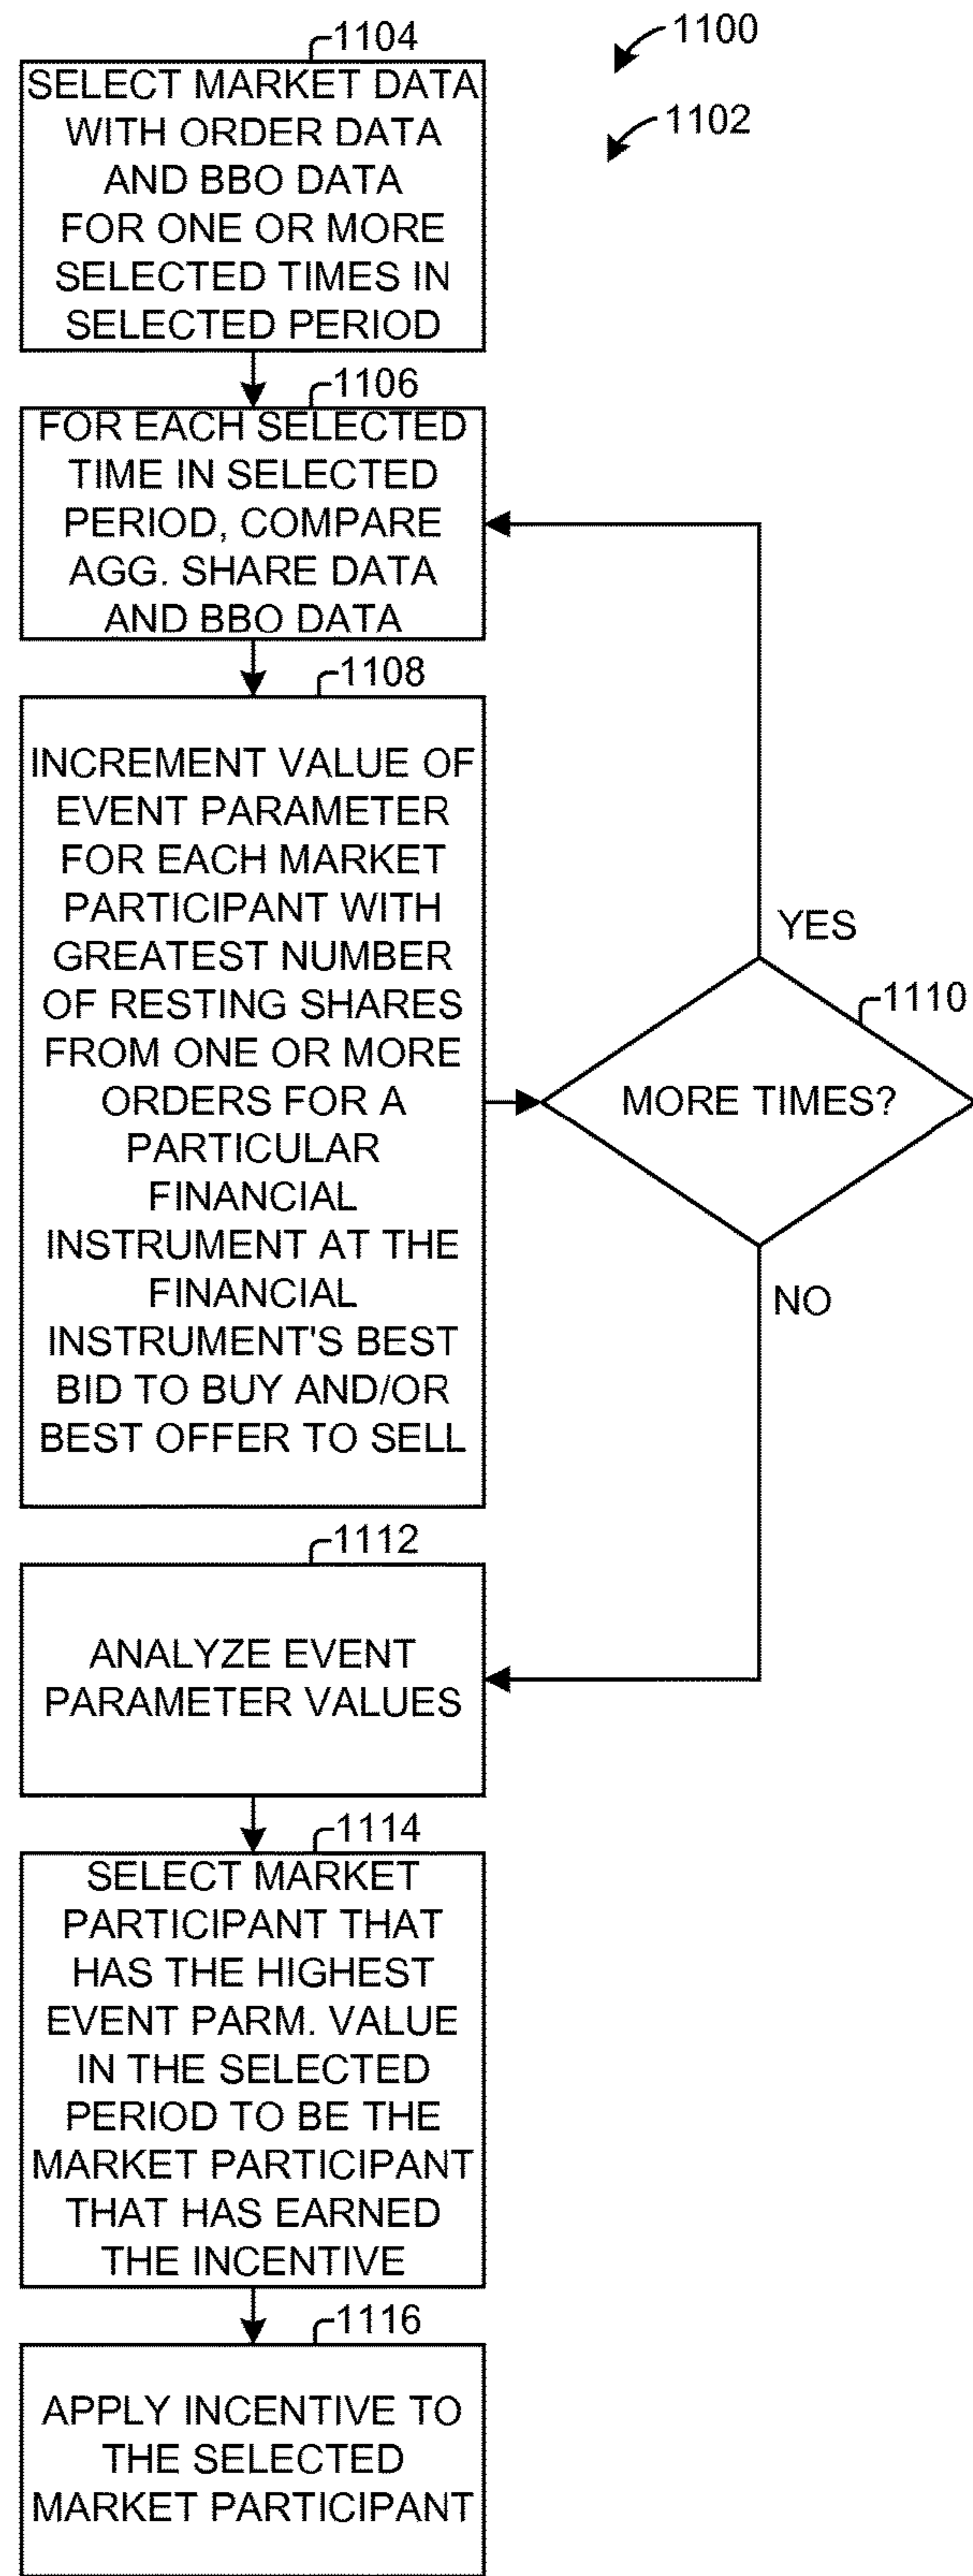 1100
1102
1104
SELECT MARKET DATA
WITH ORDER DATA
AND BBO DATA
FOR ONE OR MORE
SELECTED TIMES IN
SELECTED PERIOD
1106
FOR EACH SELECTED
TIME IN SELECTED
PERIOD, COMPARE
AGG. SHARE DATA
AND BBO DATA
1108
INCREMENT VALUE OF
EVENT PARAMETER
FOR EACH MARKET
PARTICIPANT WITH
GREATEST NUMBER
OF RESTING SHARES
FROM ONE OR MORE
ORDERS FOR A
PARTICULAR
FINANCIAL
INSTRUMENT AT THE
FINANCIAL
INSTRUMENT'S BEST
BID TO BUY AND/OR
BEST OFFER TO SELL
YES
1110
MORE TIMES?
NO
1112
ANALYZE EVENT
PARAMETER VALUES
1114
SELECT MARKET
PARTICIPANT THAT
HAS THE HIGHEST
EVENT PARM. VALUE
IN THE SELECTED
PERIOD TO BE THE
MARKET PARTICIPANT
THAT HAS EARNED
THE INCENTIVE
1116
APPLY INCENTIVE TO
THE SELECTED
MARKET PARTICIPANT